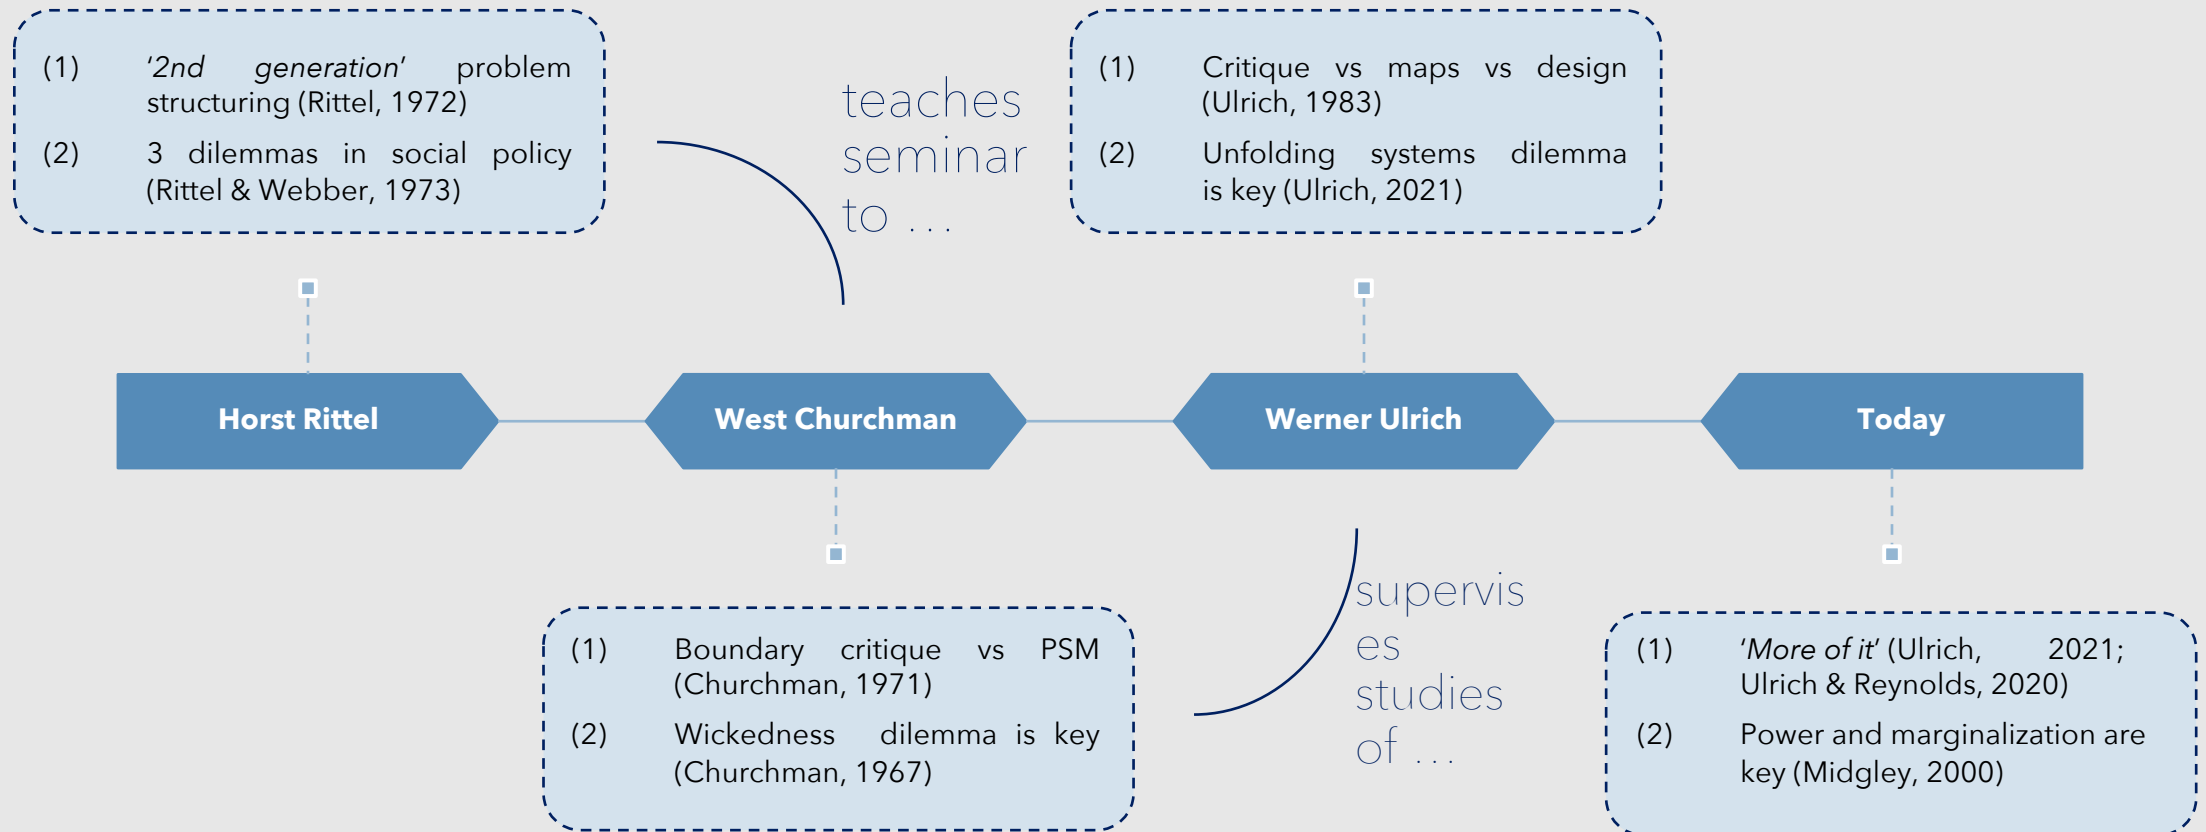 (1) ‘2nd generation’ problem
structuring (Rittel, 1972)
(2) 3 dilemmas in social policy
(Rittel & Webber, 1973)
teaches
seminar
to ...
(1) Critique vs maps vs design
(Ulrich, 1983)
(2) Unfolding systems dilemma
is key (Ulrich, 2021)
Horst Rittel
West Churchman
Werner Ulrich
Today
(1) Boundary critique vs PSM
(Churchman, 1971)
(2) Wickedness dilemma is key
(Churchman, 1967)
supervis
es
studies
of ...
(1) ‘More of it’ (Ulrich, 2021;
Ulrich & Reynolds, 2020)
(2) Power and marginalization are
key (Midgley, 2000)